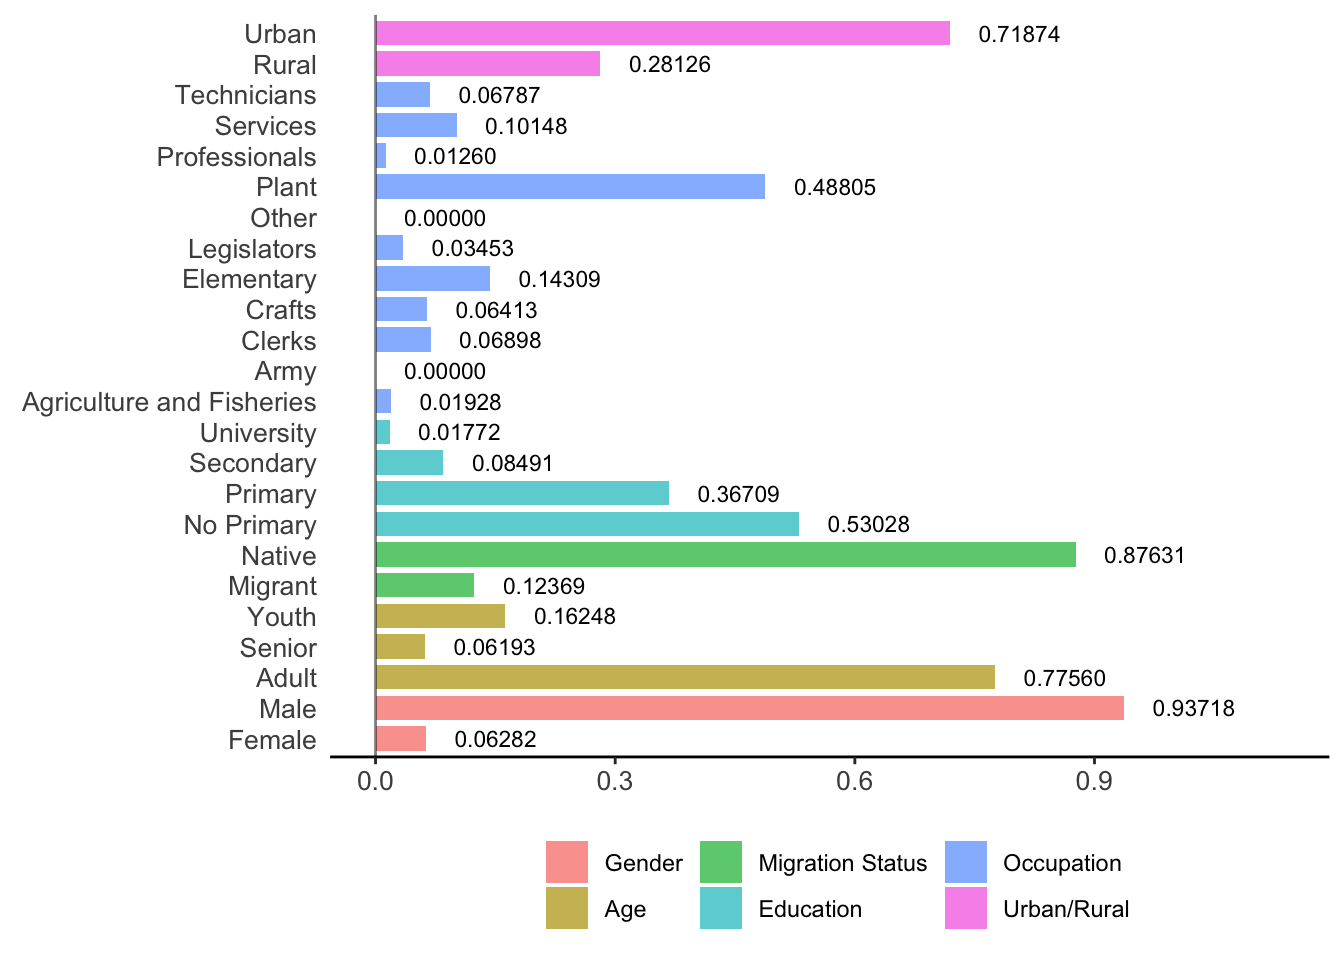 Urban 0.71874
Rural 0.28126
Technicians 0.06787
Services 0.10148
Professionals 0.01260
Plant 0.48805
Other 0.00000
Legislators 0.03453
Elementary 0.14309
Crafts 0.06413
Clerks 0.06898
Army 0.00000
Agriculture and Fisheries 0.01928
University 0.01772
Secondary 0.08491
Primary 0.36709
No Primary 0.53028
Native 0.87631
Migrant 0.12369
Youth 0.16248
Senior 0.06193
Adult 0.77560
Male 0.93718
Female 0.06282
0.0 0.3 0.6 0.9
Gender Migration Status Occupation
Age Education Urban/Rural